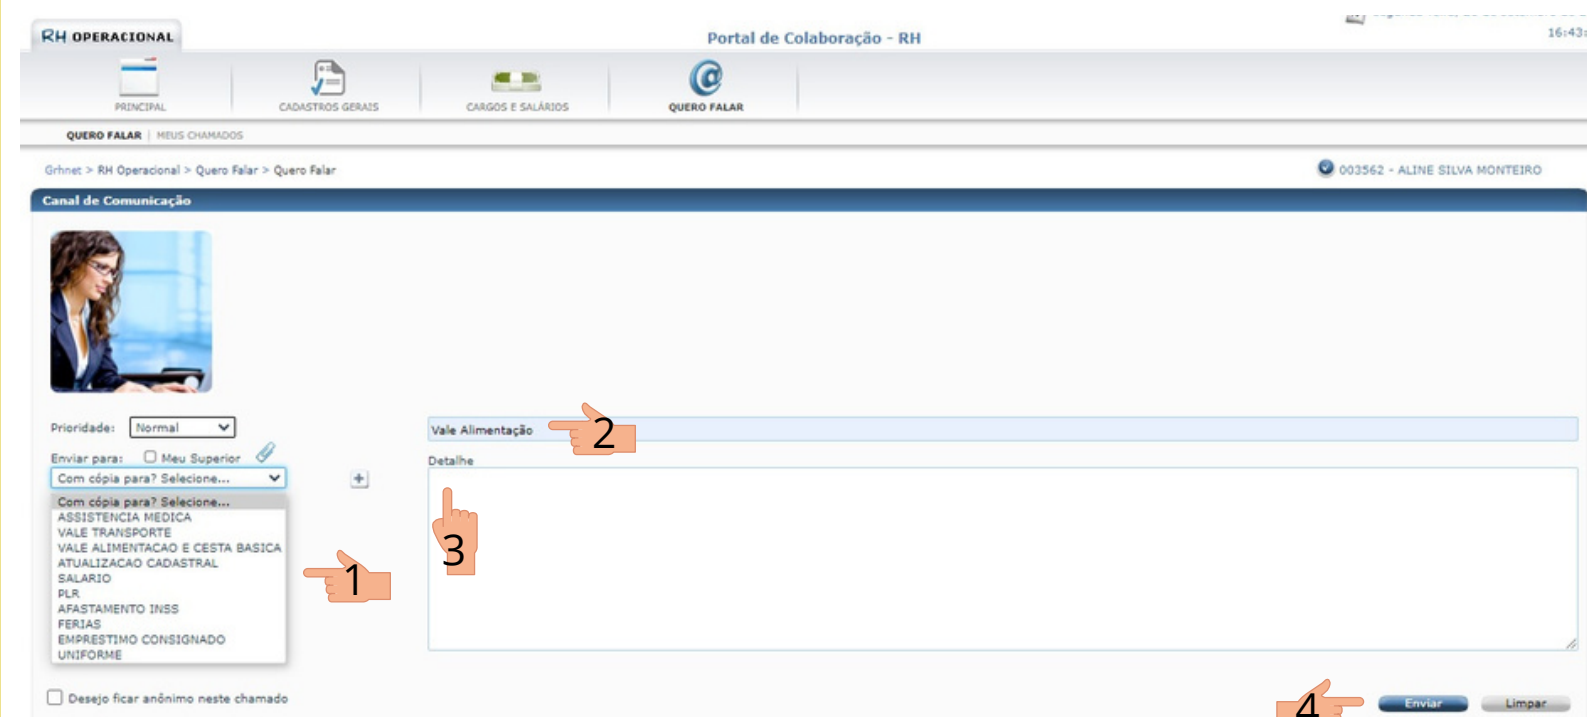 RH OPERACIONAL
Portal de Colaboração - RH
16:43:
PRINCIPAL
CADASTROS GERAIS
CARGOS E SALÁRIOS
QUERO FALAR
QUERO FALAR | MEUS CHAMADOS
Grhnet > RH Operacional > Quero Falar > Quero Falar
003562 - ALINE SILVA MONTEIRO
Canal de Comunicação
Prioridade: Normal
Vale Alimentação
2
Enviar para: Meu Superior
Detalhe
Com cópia para? Selecione...
Com cópia para? Selecione...
ASSISTENCIA MEDICA
VALE TRANSPORTE
VALE ALIMENTACAO E CESTA BASICA
ATUALIZACAO CADASTRAL
SALARIO
PLR
AFASTAMENTO INSS
FERIAS
EMPRESTIMO CONSIGNADO
UNIFORME
1
3
Desejo ficar anônimo neste chamado
4
Enviar
Limpar